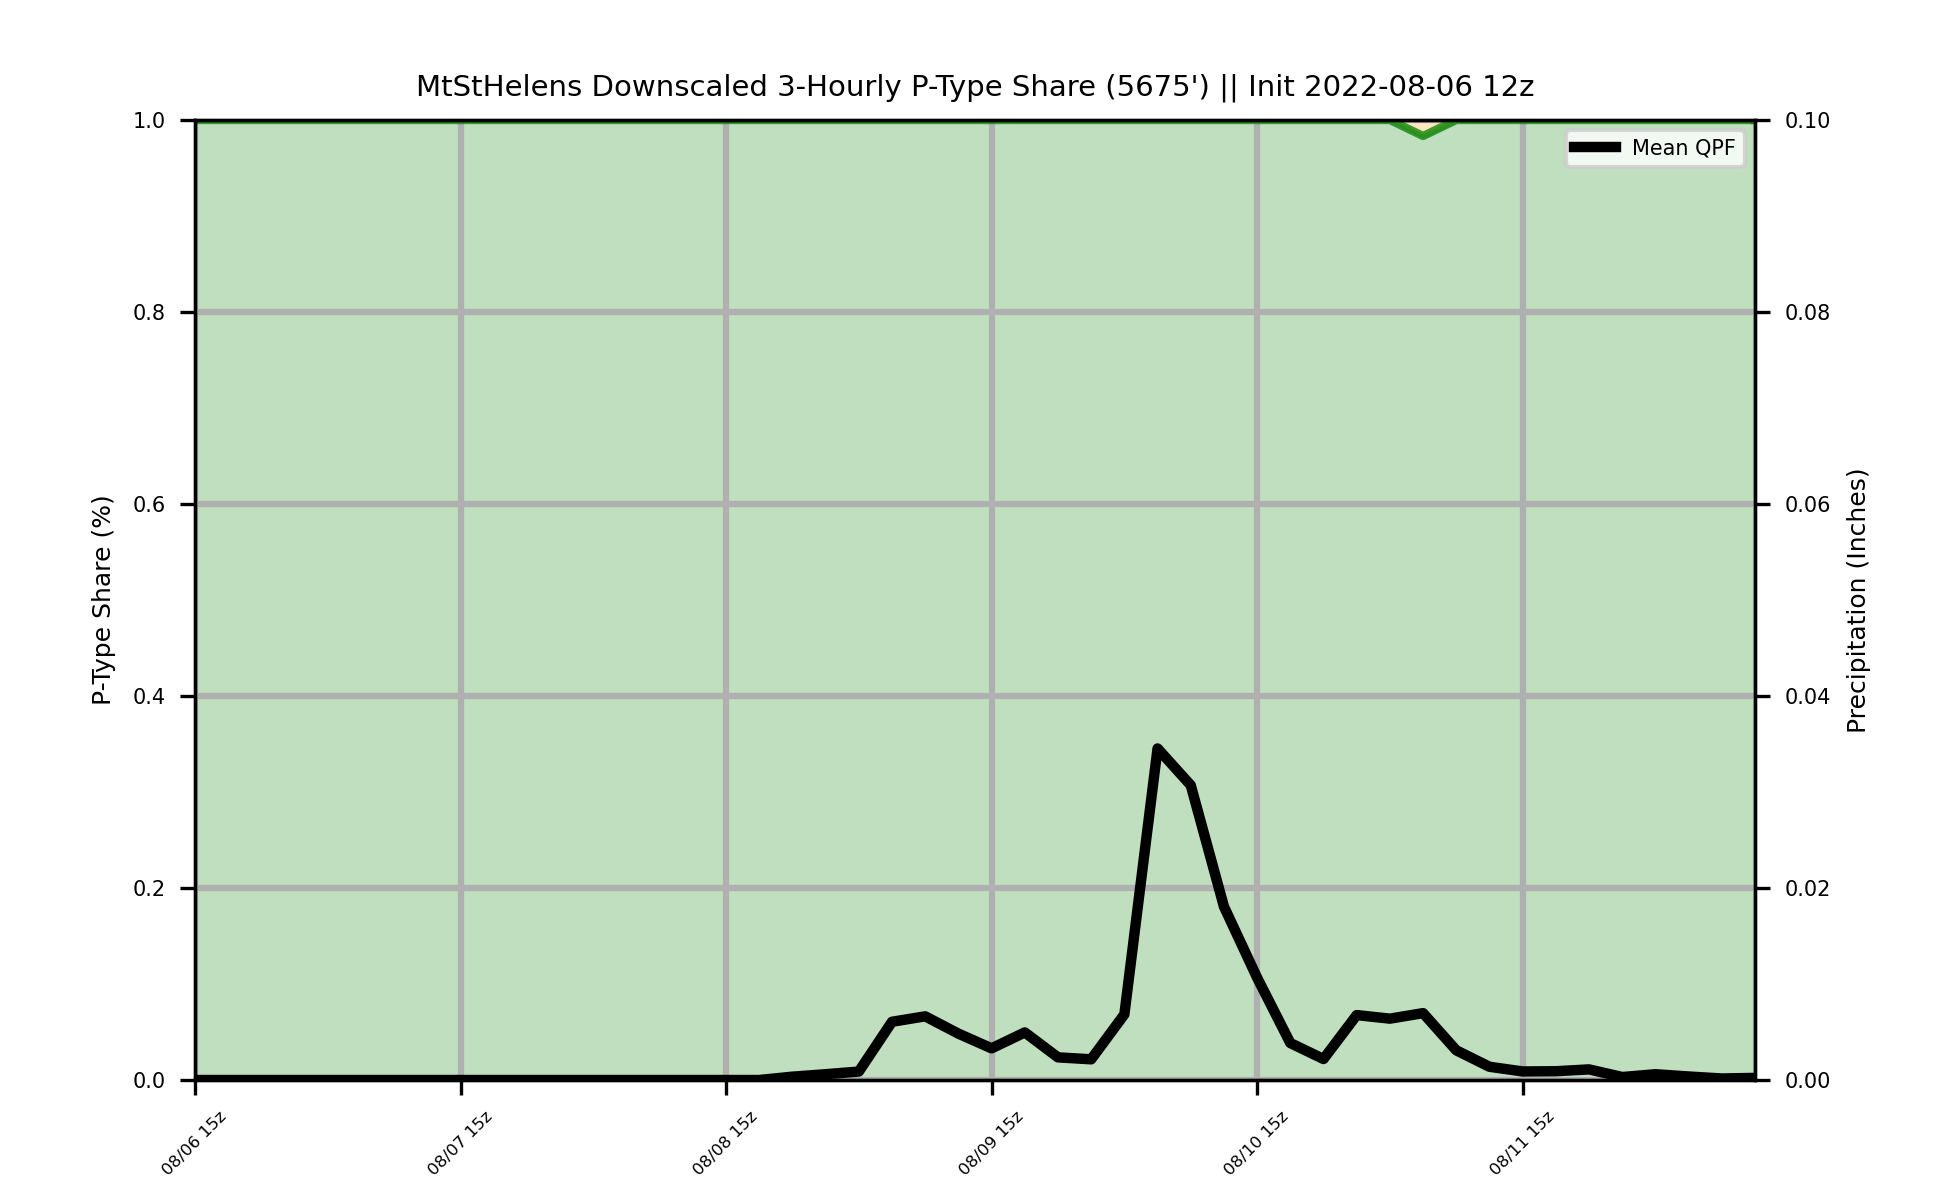 MtStHelens Downscaled 3-Hourly P-Type Share (5675') || Init 2022-08-06 12z
Mean QPF
P-Type Share (%)
1.0
0.8
0.6
0.4
0.2
0.0
0.10
0.08
0.06
0.04
0.02
0.00
Precipitation (Inches)
08/06 15z
08/07 15z
08/08 15z
08/09 15z
08/10 15z
08/11 15z